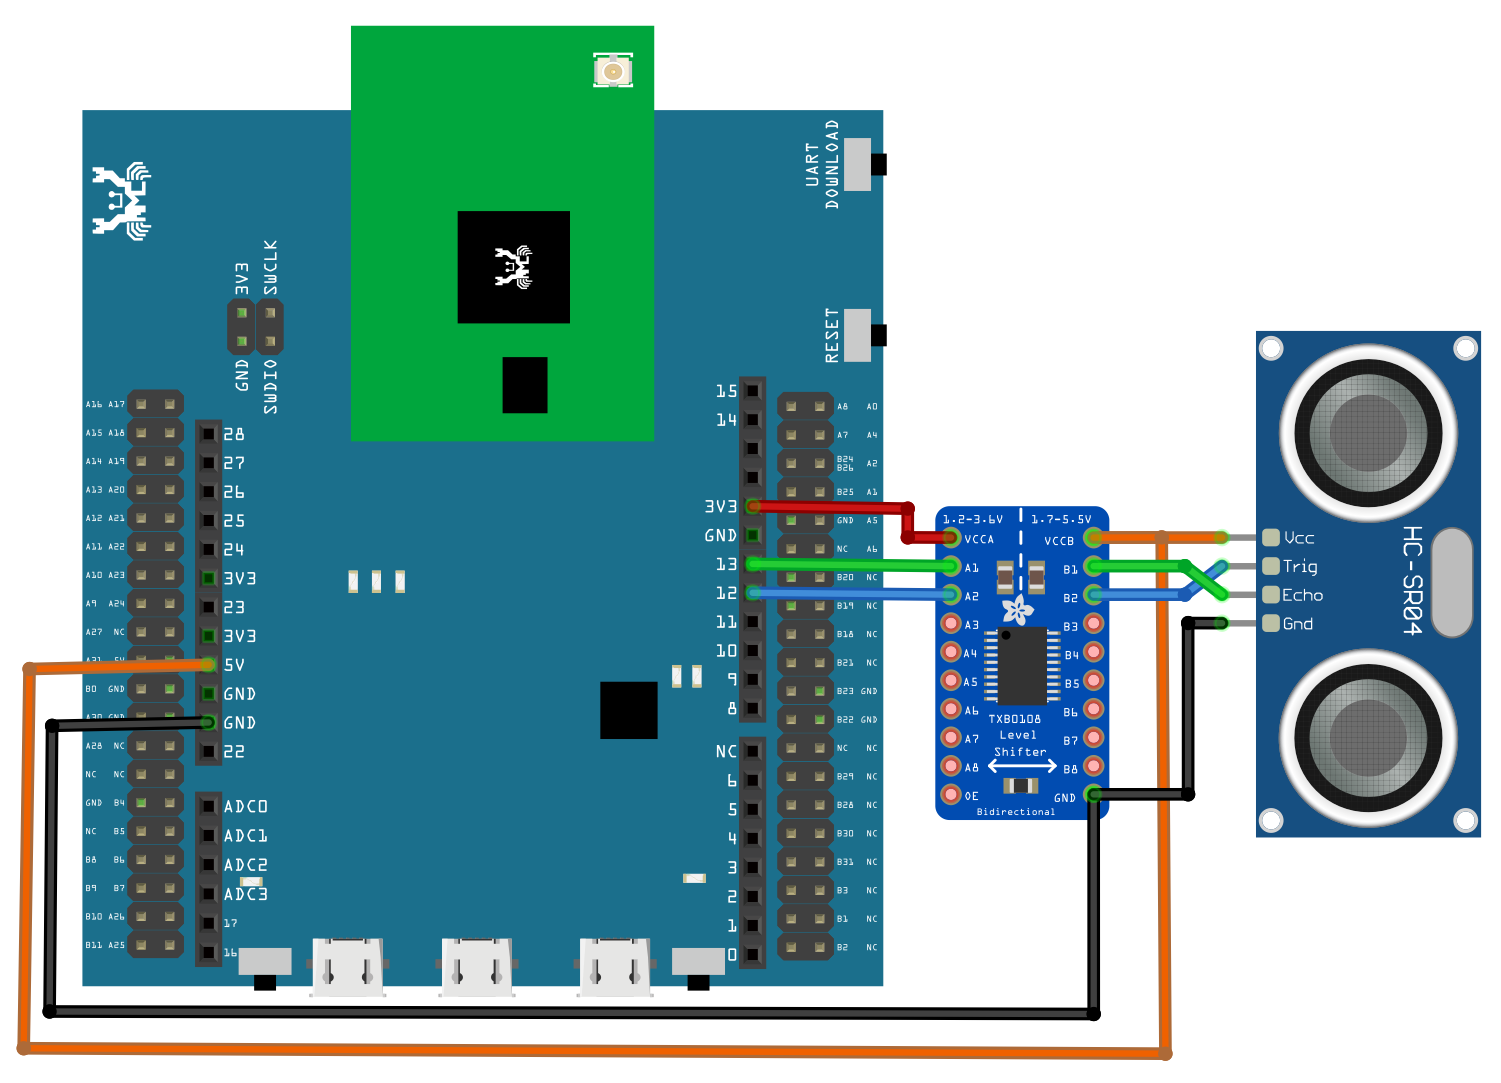 UART
DOWNLOAD
3V3 SWCLK
RESET
GND SWDIO
A16 A17
A15 A18
A14 A19
A13 A20
A12 A21
A11 A22
A10 A23
A9 A24
A27 NC
B0 GND
A28 NC
NC NC
GND B4
NC B5
B8 B6
B9 B7
B10 A26
B11 A25
28
27
26
25
24
3V3
23
3V3
5V
GND
GND
22
ADC0
ADC1
ADC2
ADC3
17
16
15
14
3V3
GND
13
12
11
10
9
8
NC
6
5
4
3
2
1
0
A8 A0
A7 A4
B24
B26 A2
B25 A1
GND A5
NC A6
B20 NC
B19 NC
B18 NC
B21 NC
B23 GND
B22 GND
NC NC
B29 NC
B28 NC
B30 NC
B31 NC
B3 NC
B1 NC
B2 NC
1.2-3.6V 1.7-5.5V
VCCA VCCB
A1 B1
A2 B2
A3 B3
A4 B4
A5 B5
A6 B6
TXB0108
Level
Shifter
A7 B7
A8 B8
OE GND
Bidirectional
Vcc
Trig
Echo
Gnd
HC-SR04